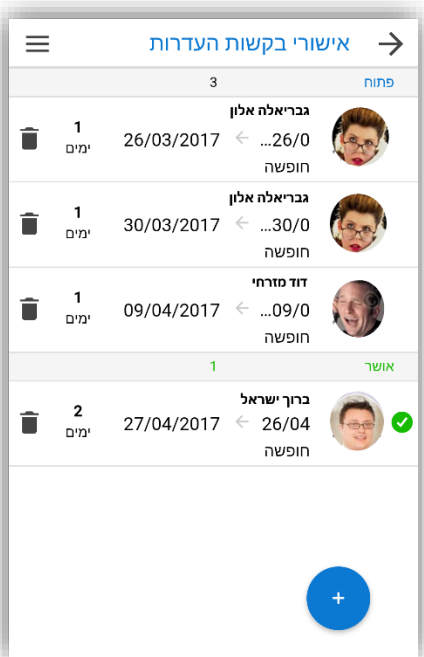 אישורי בקשות העדרות
פתוח 3
גבריאלה אלון
26/0... ← 26/03/2017 1 ימים
חופשה
גבריאלה אלון
30/0... ← 30/03/2017 1 ימים
חופשה
דוד מזרחי
09/0... ← 09/04/2017 1 ימים
חופשה
אושר 1
ברוך ישראל
26/04 ← 27/04/2017 2 ימים
חופשה
+